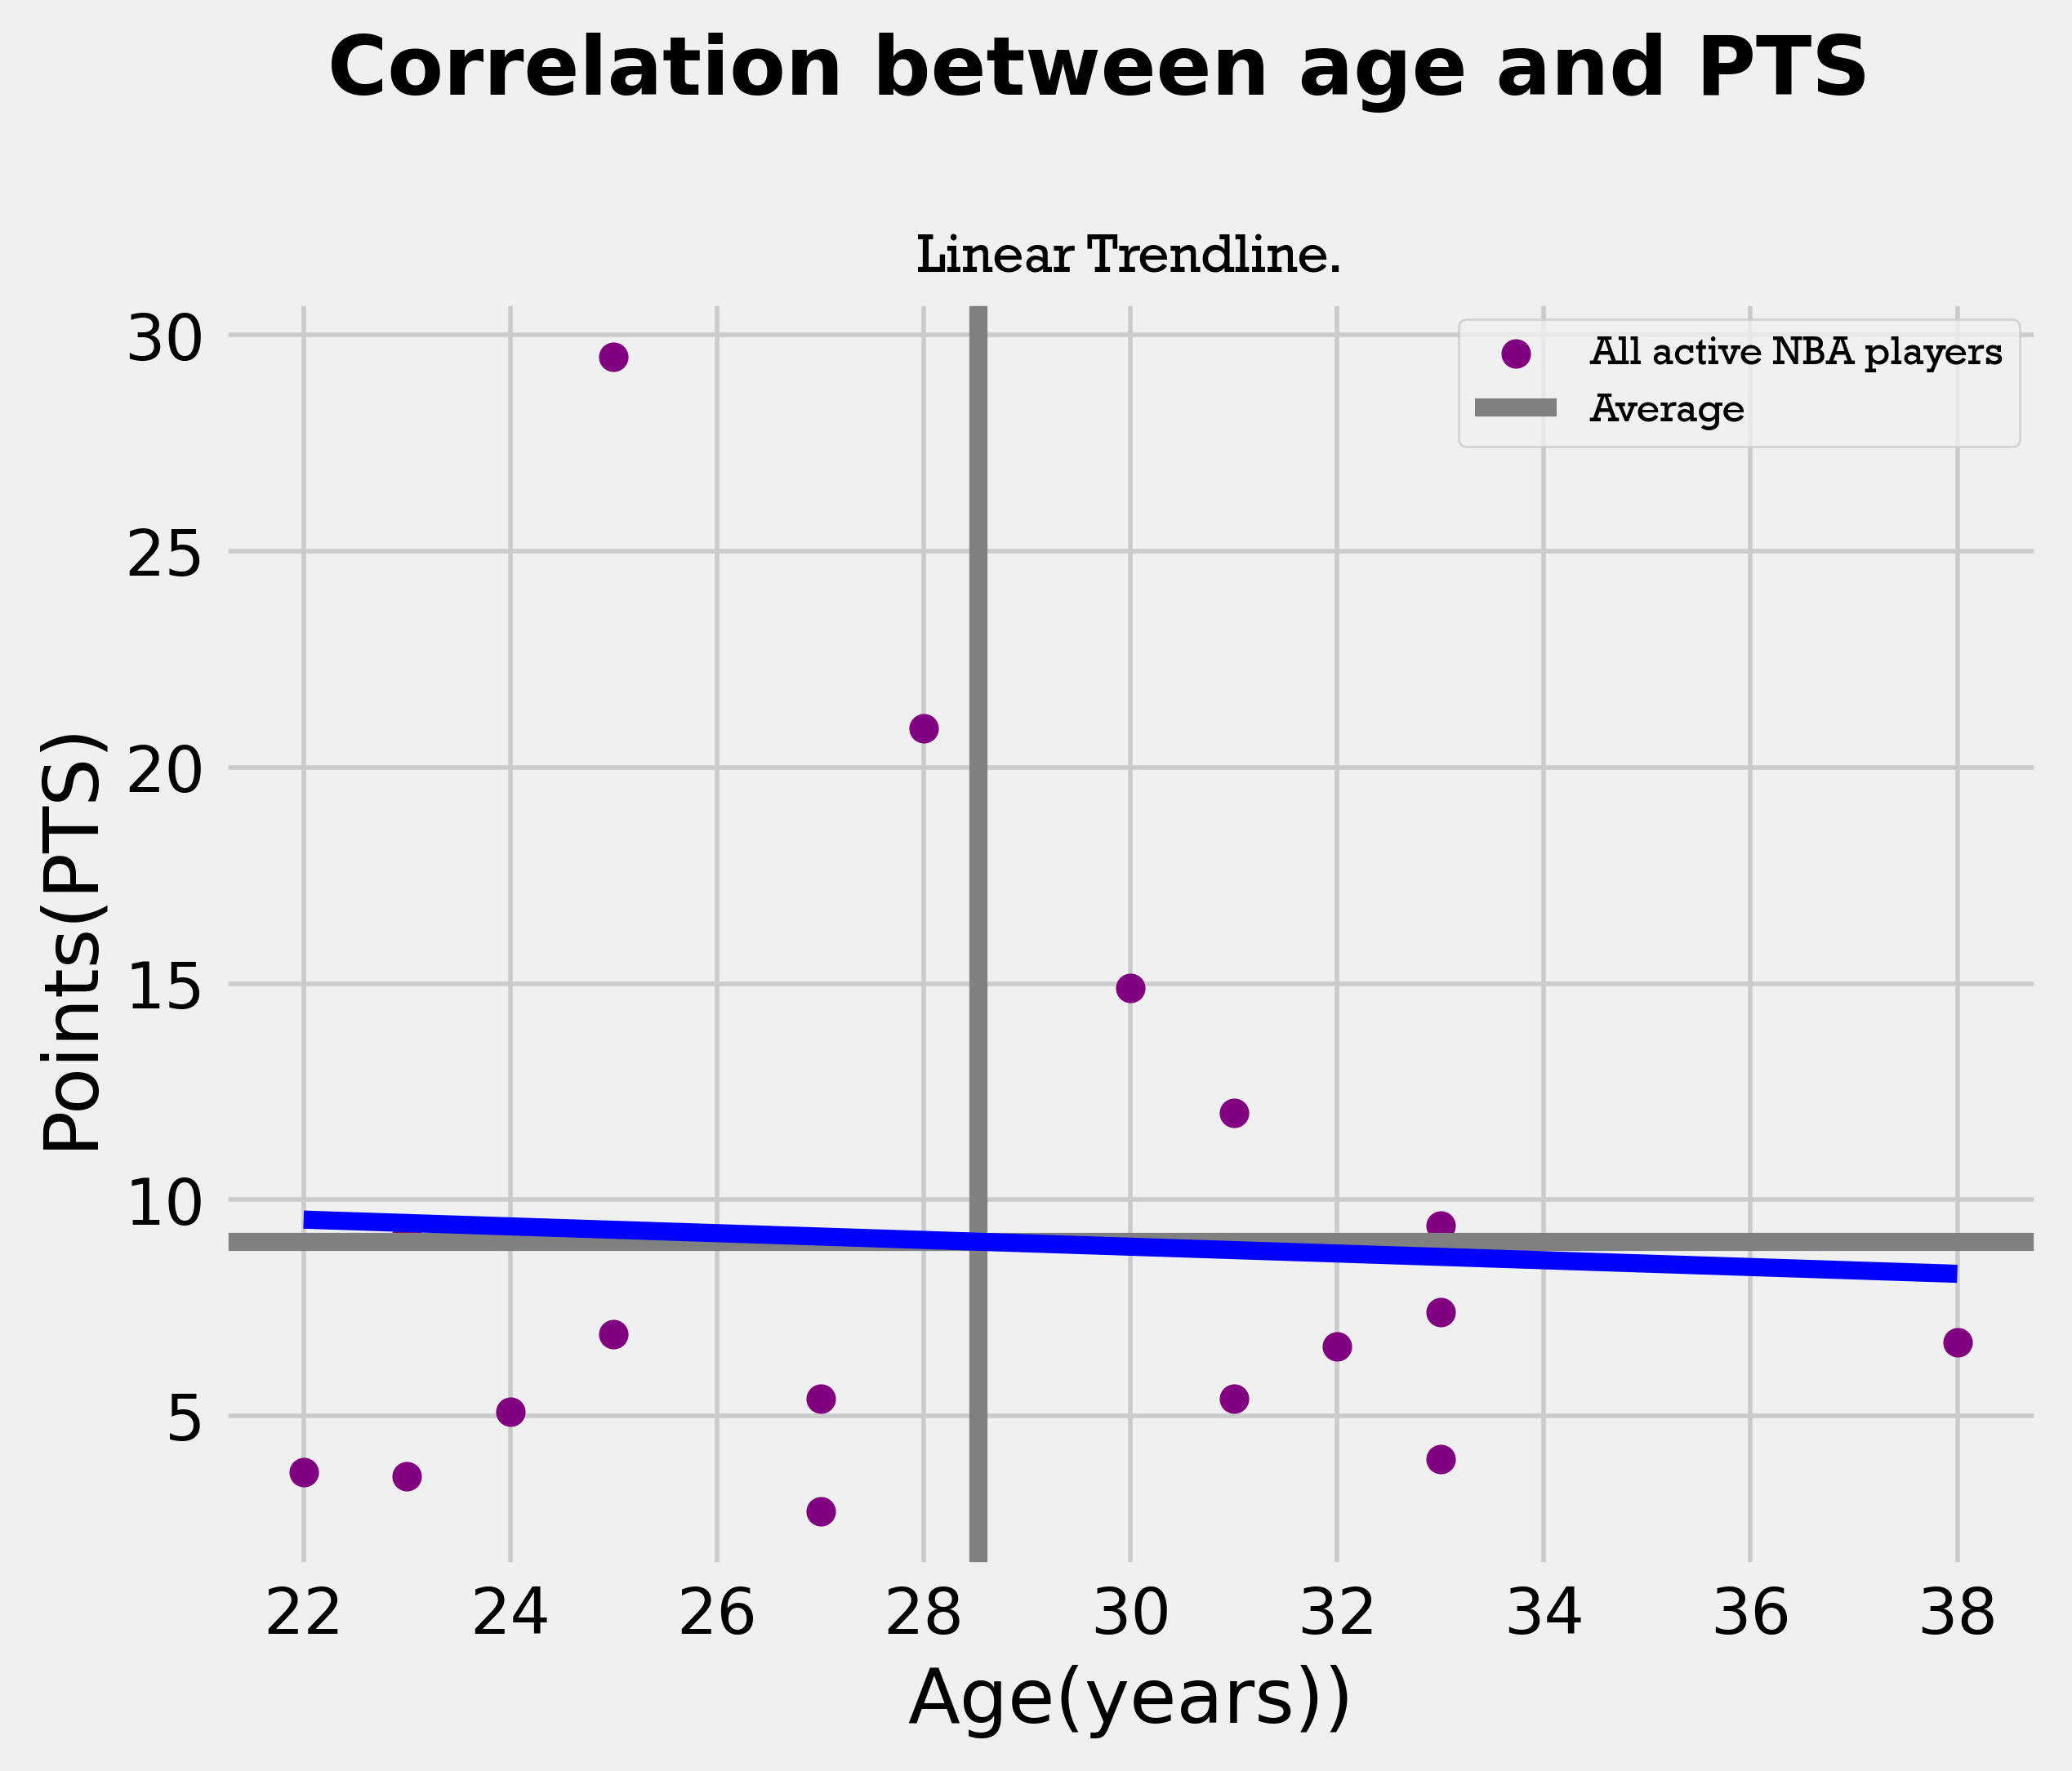 Correlation between age and PTS
Linear Trendline.
All active NBA players
Average
Points(PTS)
30
25
20
15
10
5
22 24 26 28 30 32 34 36 38
Age(years))